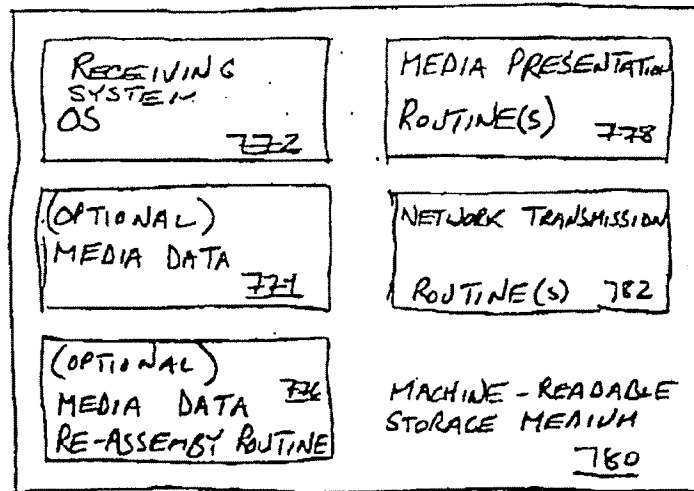 RECEIVING
SYSTEM
OS
772
MEDIA PRESENTATION
ROUTINE(S) 778
(OPTIONAL)
MEDIA DATA
774
NETWORK TRANSMISSION
ROUTINE(S) 782
(OPTIONAL)
776
MEDIA DATA
RE-ASSEMBY ROUTINE
MACHINE-READABLE
STORAGE MEDIUM
780